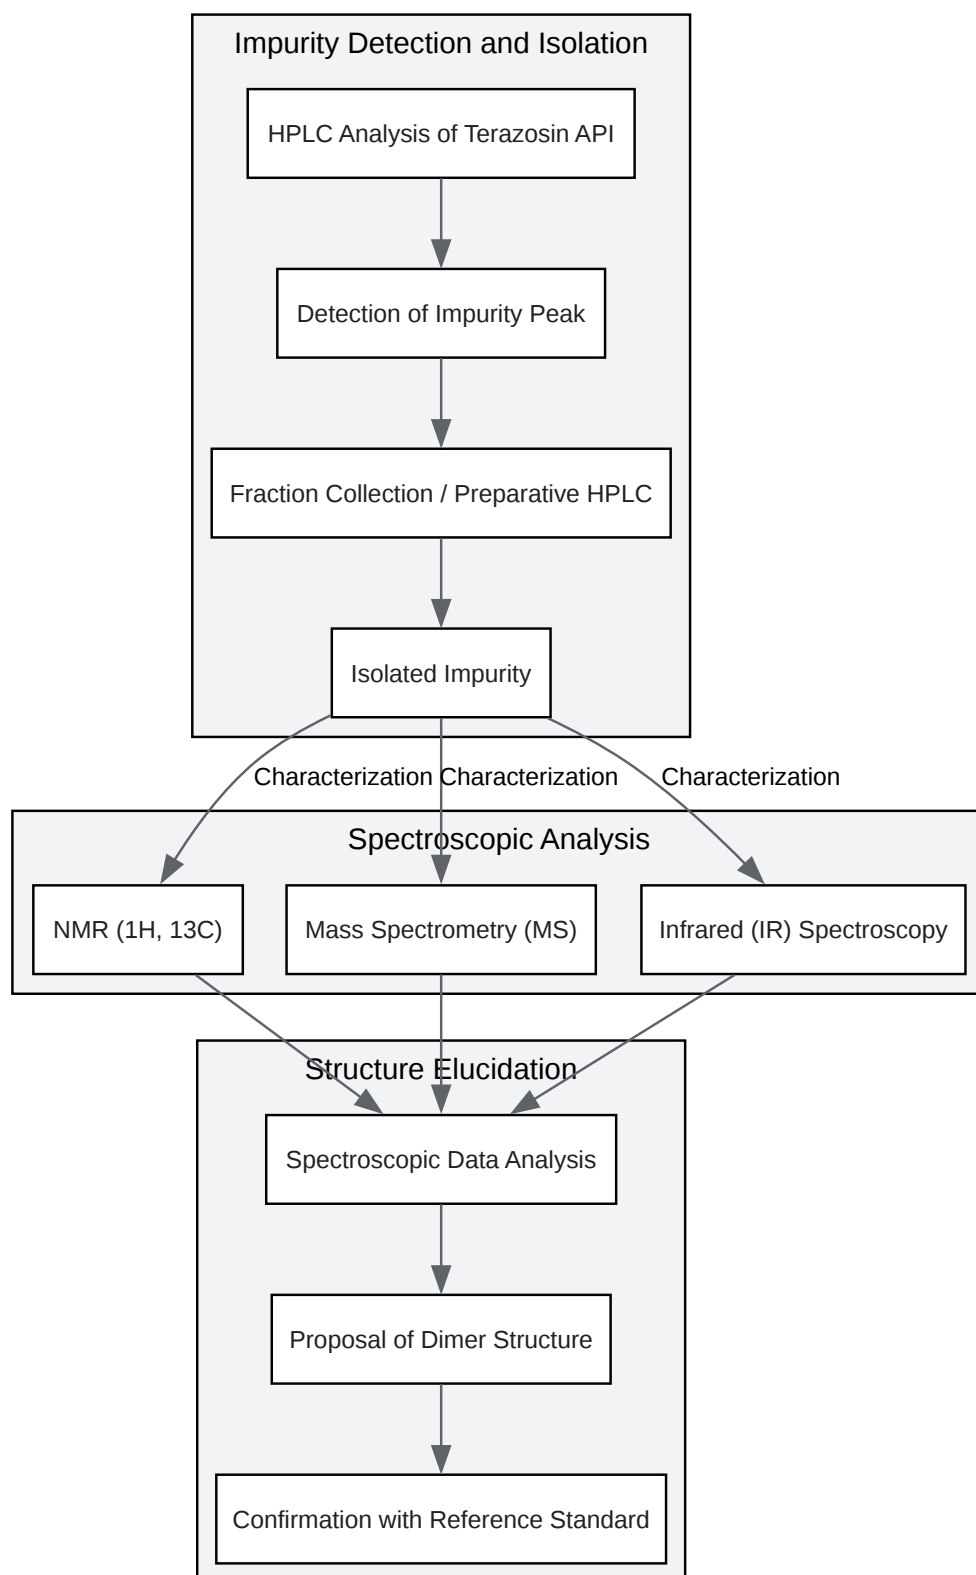 Impurity Detection and Isolation
HPLC Analysis of Terazosin API
Detection of Impurity Peak
Fraction Collection / Preparative HPLC
Isolated Impurity
Characterization
Characterization
Characterization
Spectroscopic Analysis
NMR (1H, 13C)
Mass Spectrometry (MS)
Infrared (IR) Spectroscopy
Structure Elucidation
Spectroscopic Data Analysis
Proposal of Dimer Structure
Confirmation with Reference Standard